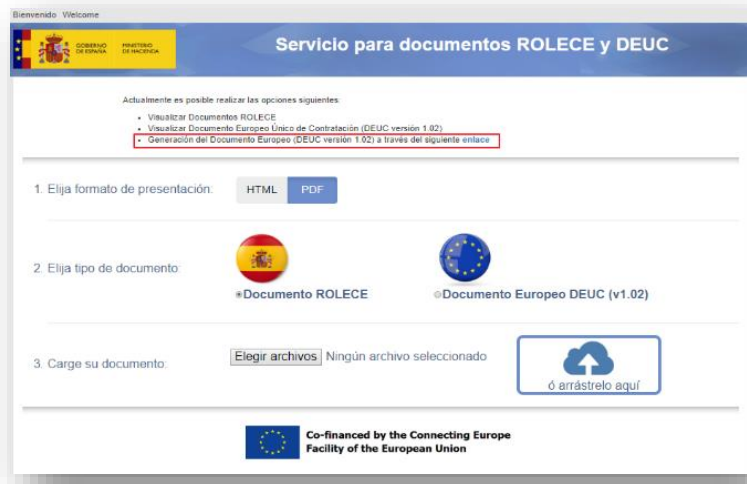 Bienvenido Welcome
GOBIERNO DE ESPAÑA
MINISTERIO DE HACIENDA
Servicio para documentos ROLECE y DEUC
Actualmente es posible realizar las opciones siguientes
• Visualizar Documentos ROLECE
• Visualizar Documento Europeo Único de Contratación (DEUC versión 1.02)
• Generación del Documento Europeo (DEUC versión 1.02) a través del siguiente enlace
1. Elija formato de presentación: HTML PDF
2. Elija tipo de documento:
Documento ROLECE Documento Europeo DEUC (v1.02)
3. Carge su documento: Elegir archivos Ningún archivo seleccionado
ó arrástrelo aquí
Co-financed by the Connecting Europe
Facility of the European Union